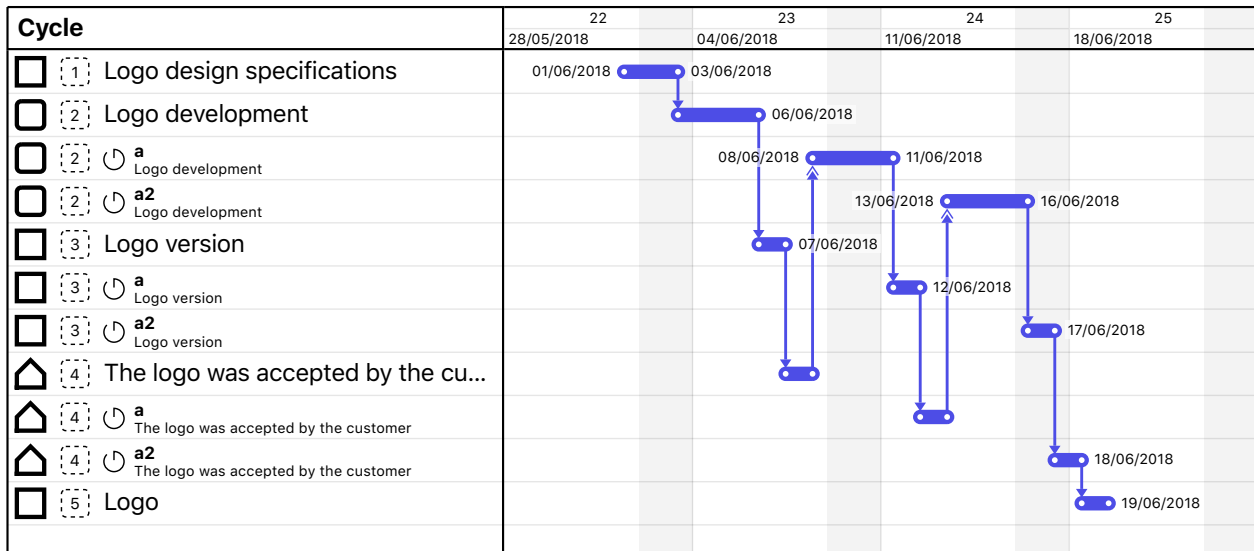 Cycle
22 23 24 25
28/05/2018 04/06/2018 11/06/2018 18/06/2018
1 Logo design specifications 01/06/2018 03/06/2018
2 Logo development 06/06/2018
2 a 08/06/2018 11/06/2018
Logo development
2 a2 13/06/2018 16/06/2018
Logo development
3 Logo version 07/06/2018
3 a 12/06/2018
Logo version
3 a2 17/06/2018
Logo version
4 The logo was accepted by the cu...
4 a
The logo was accepted by the customer
4 a2 18/06/2018
The logo was accepted by the customer
5 Logo 19/06/2018